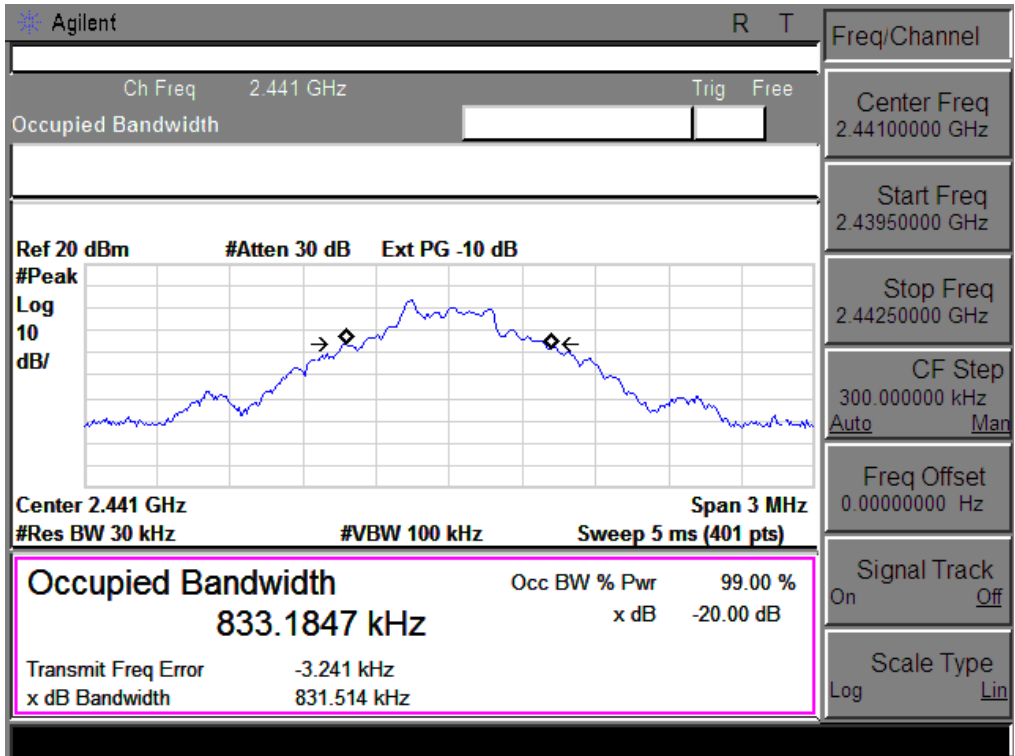 Agilent R T
Ch Freq 2.441 GHz Trig Free
Occupied Bandwidth
Ref 20 dBm #Atten 30 dB Ext PG -10 dB
#Peak
Log
10
dB/
Center 2.441 GHz Span 3 MHz
#Res BW 30 kHz #VBW 100 kHz Sweep 5 ms (401 pts)
Occupied Bandwidth Occ BW % Pwr 99.00 %
833.1847 kHz x dB -20.00 dB
Transmit Freq Error -3.241 kHz
x dB Bandwidth 831.514 kHz
Freq/Channel
Center Freq
2.44100000 GHz
Start Freq
2.43950000 GHz
Stop Freq
2.44250000 GHz
CF Step
300.000000 kHz
Auto Man
Freq Offset
0.00000000 Hz
Signal Track
On Off
Scale Type
Log Lin